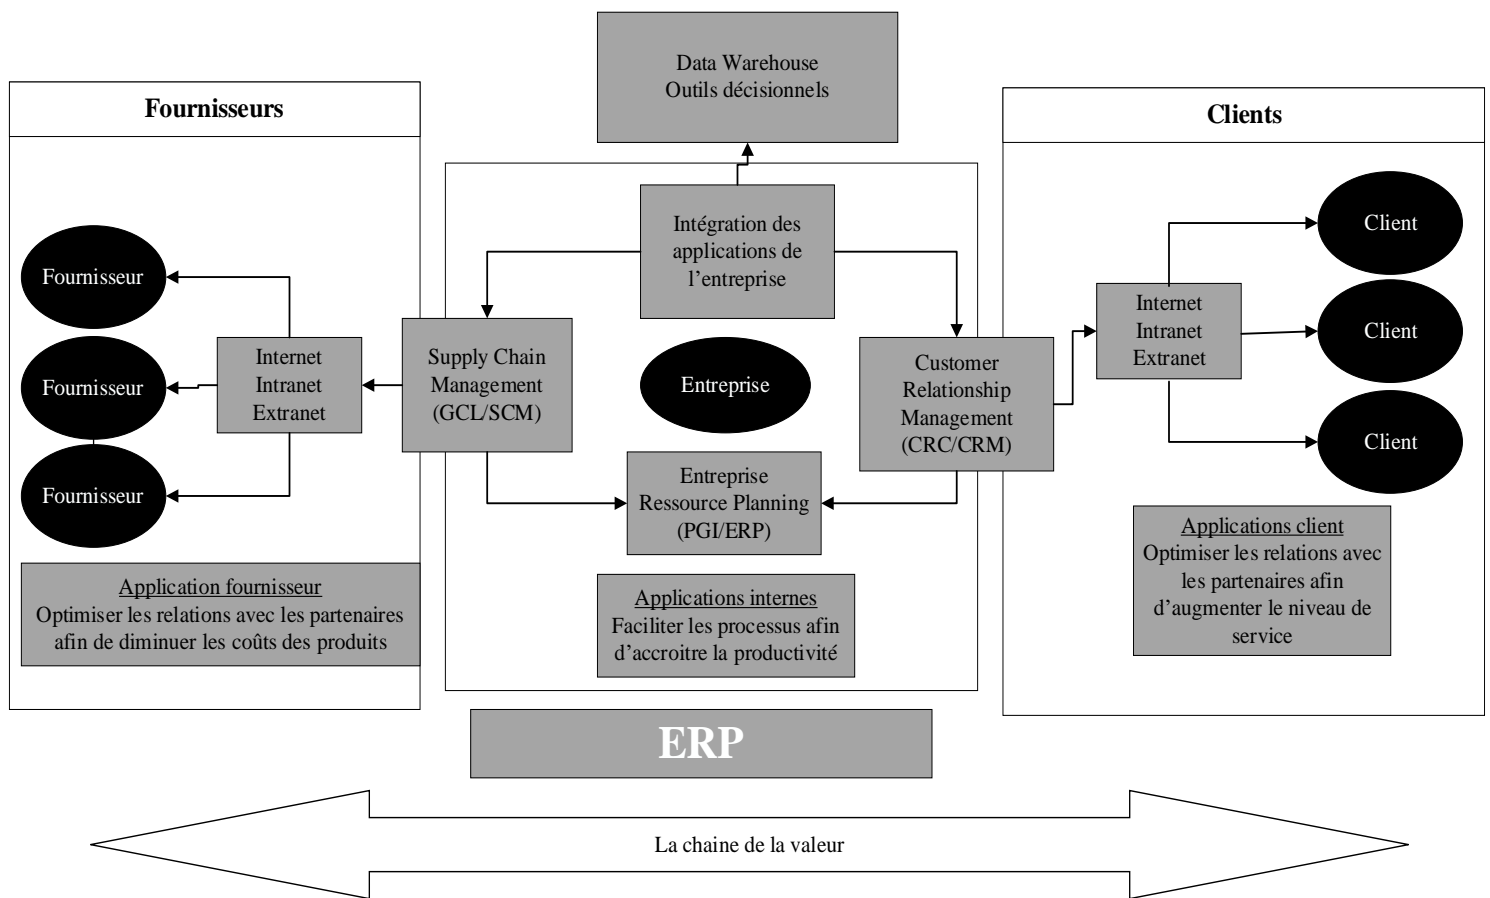 Data Warehouse
Outils décisionnels
Fournisseurs
Clients
Intégration des
applications de
l’entreprise
Fournisseur
Fournisseur
Fournisseur
Internet
Intranet
Extranet
Supply Chain
Management
(GCL/SCM)
Entreprise
Customer
Relationship
Management
(CRC/CRM)
Internet
Intranet
Extranet
Client
Client
Client
Entreprise
Ressource Planning
(PGI/ERP)
Application fournisseur
Optimiser les relations avec les partenaires
afin de diminuer les coûts des produits
Applications internes
Faciliter les processus afin
d’accroitre la productivité
Applications client
Optimiser les relations avec
les partenaires afin
d’augmenter le niveau de
service
ERP
La chaine de la valeur